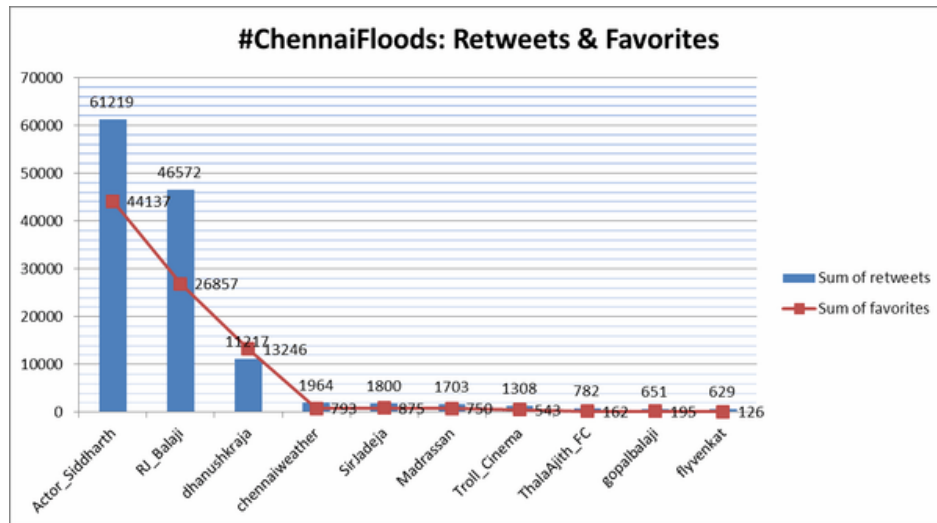 #ChennaiFloods: Retweets & Favorites
70000
60000
50000
40000
30000
20000
10000
0
61219
46572
11217
1964
1800
1703
1308
782
651
629
44137
26857
13246
793
875
750
543
162
195
126
Actor_Siddharth
RJ_Balaji
dhanushkraja
chennaiweather
SirJadeja
Madrassan
Troll_Cinema
ThalaAjith_FC
gopalbalaji
flyvenkat
Sum of retweets
Sum of favorites